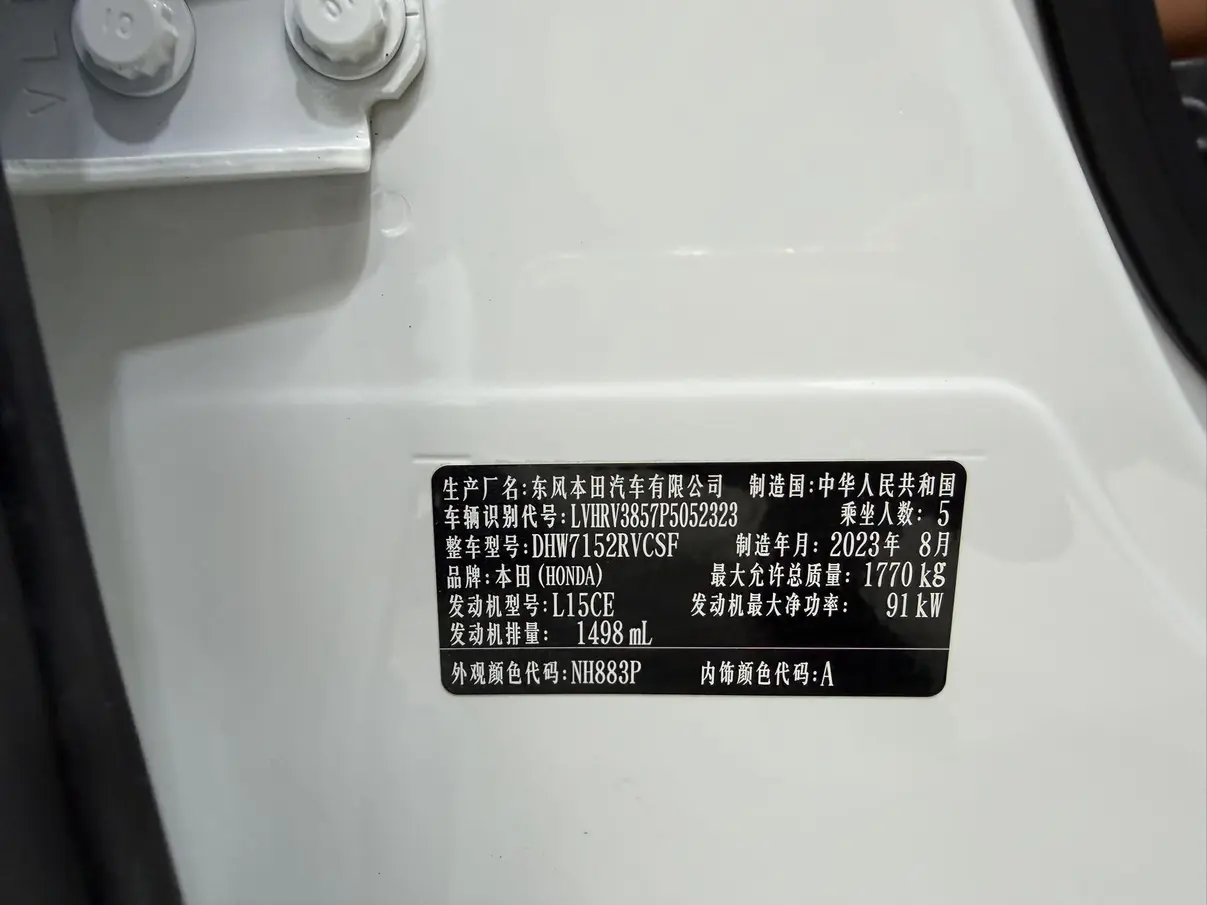 生产厂名:东风本田汽车有限公司 制造国:中华人民共和国
车辆识别代号:LVHRV3857P5052323 乘坐人数: 5
整车型号:DHW7152RVCSF 制造年月: 2023年 8月
品牌:本田(HONDA) 最大允许总质量: 1770 kg
发动机型号:L15CE 发动机最大净功率: 91 kW
发动机排量: 1498 mL
外观颜色代码:NH883P 内饰颜色代码:A